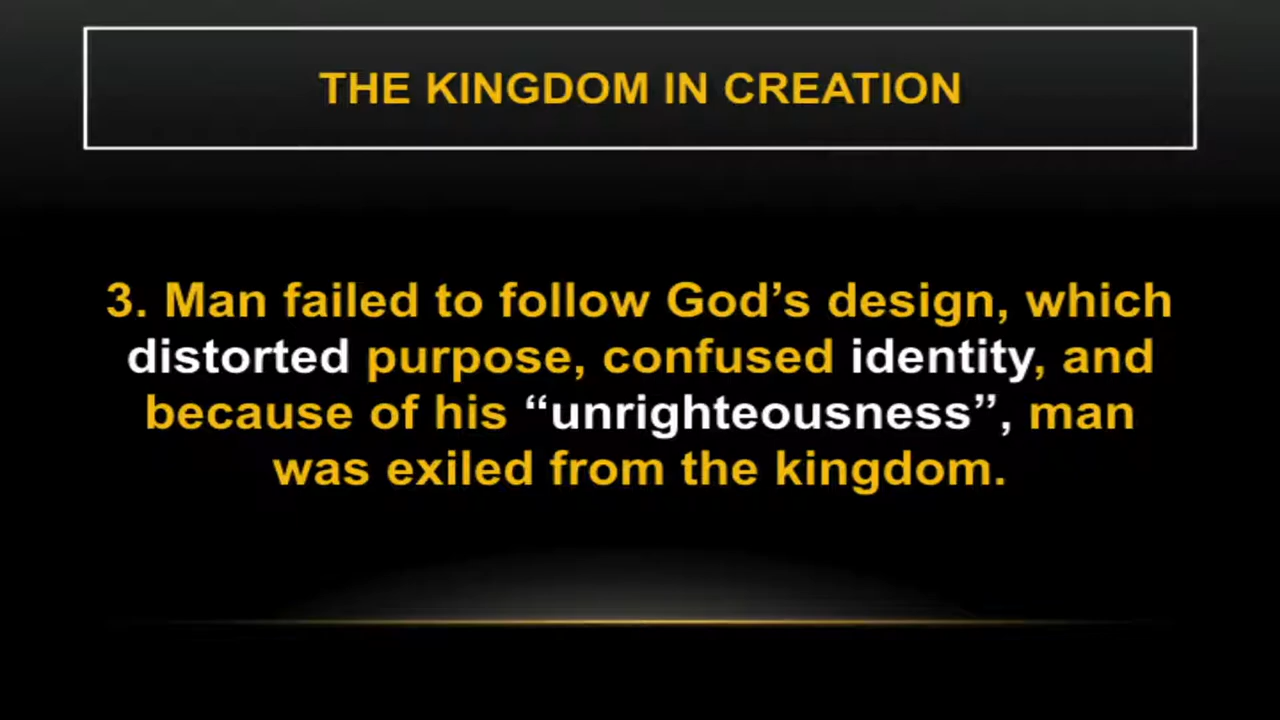 THE KINGDOM IN CREATION
3. Man failed to follow God’s design, which
distorted purpose, confused identity, and
because of his “unrighteousness”, man
was exiled from the kingdom.